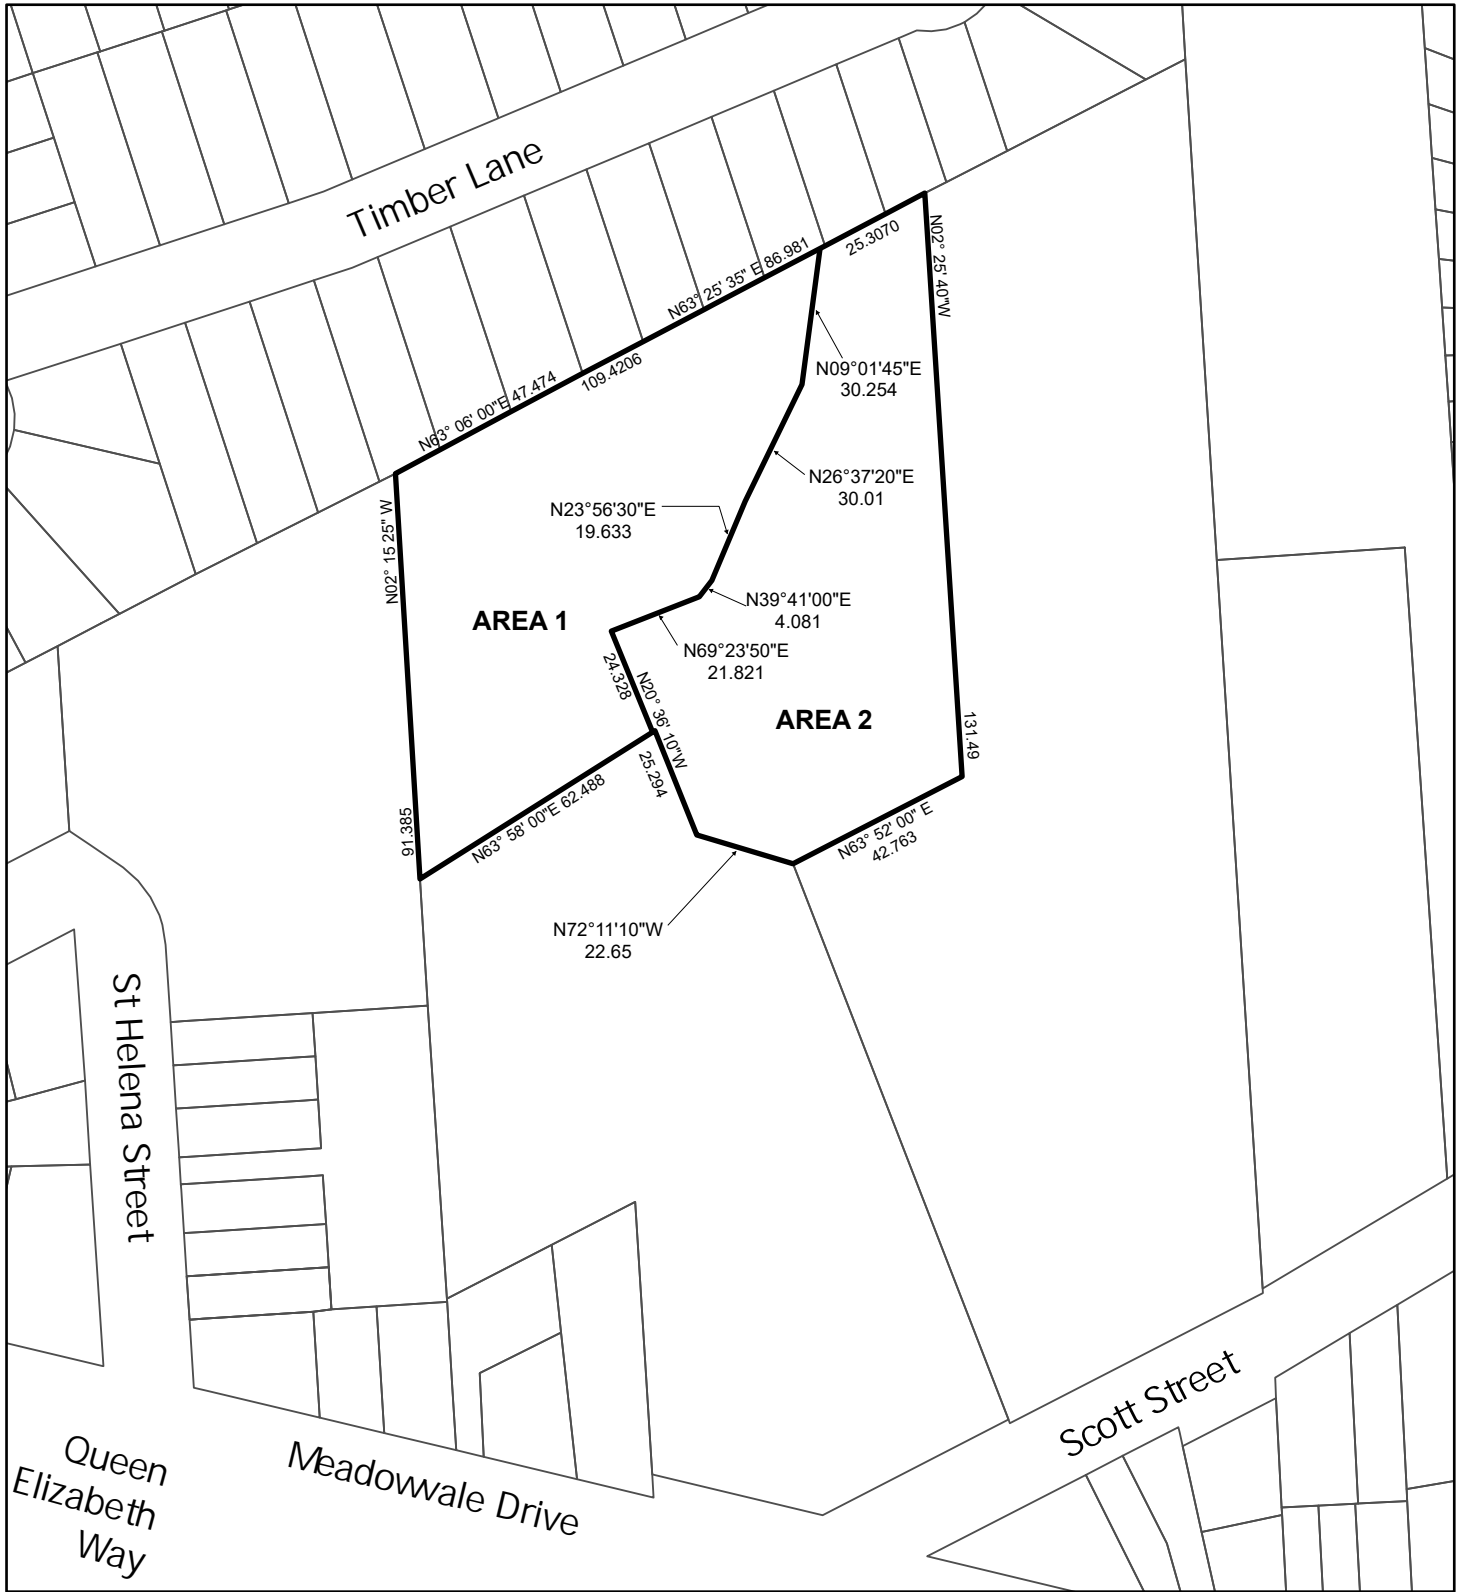 Timber Lane
N63° 25' 35" E 86.981
25.3070
N02° 25' 40"W
N63° 06' 00"E 47.474
109.4206
N09°01'45"E
30.254
N26°37'20"E
30.01
N23°56'30"E
19.633
N02° 15 25" W
N39°41'00"E
4.081
AREA 1
N69°23'50"E
21.821
24.328
N20° 36' 10"W
AREA 2
131.49
25.294
N63° 58' 00"E 62.488
91.385
N63° 52' 00" E
42.763
N72°11'10"W
22.65
St Helena Street
Scott Street
Meadowvale Drive
Queen
Elizabeth
Way